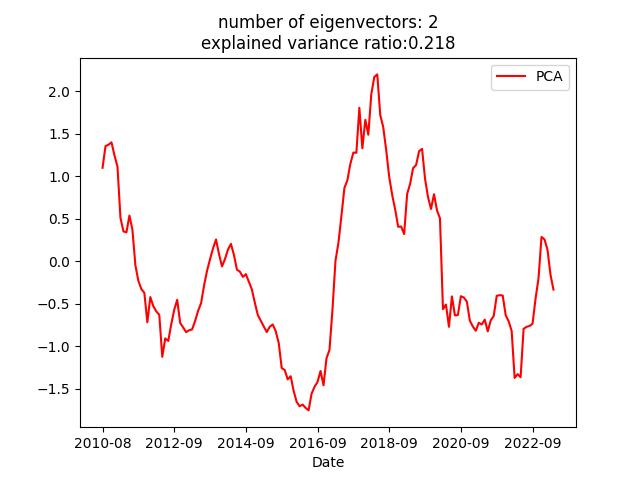 number of eigenvectors: 2
explained variance ratio:0.218
PCA
2.0
1.5
1.0
0.5
0.0
−0.5
−1.0
−1.5
2010-08 2012-09 2014-09 2016-09 2018-09 2020-09 2022-09
Date